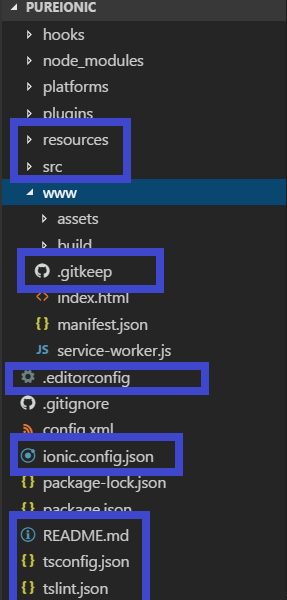 PUREIONIC
hooks
node_modules
platforms
plugins
resources
src
www
assets
build
.gitkeep
index.html
{} manifest.json
JS service-worker.js
.editorconfig
.gitignore
config.xml
ionic.config.json
{} package-lock.json
{} package.json
README.md
{} tsconfig.json
{} tslint.json